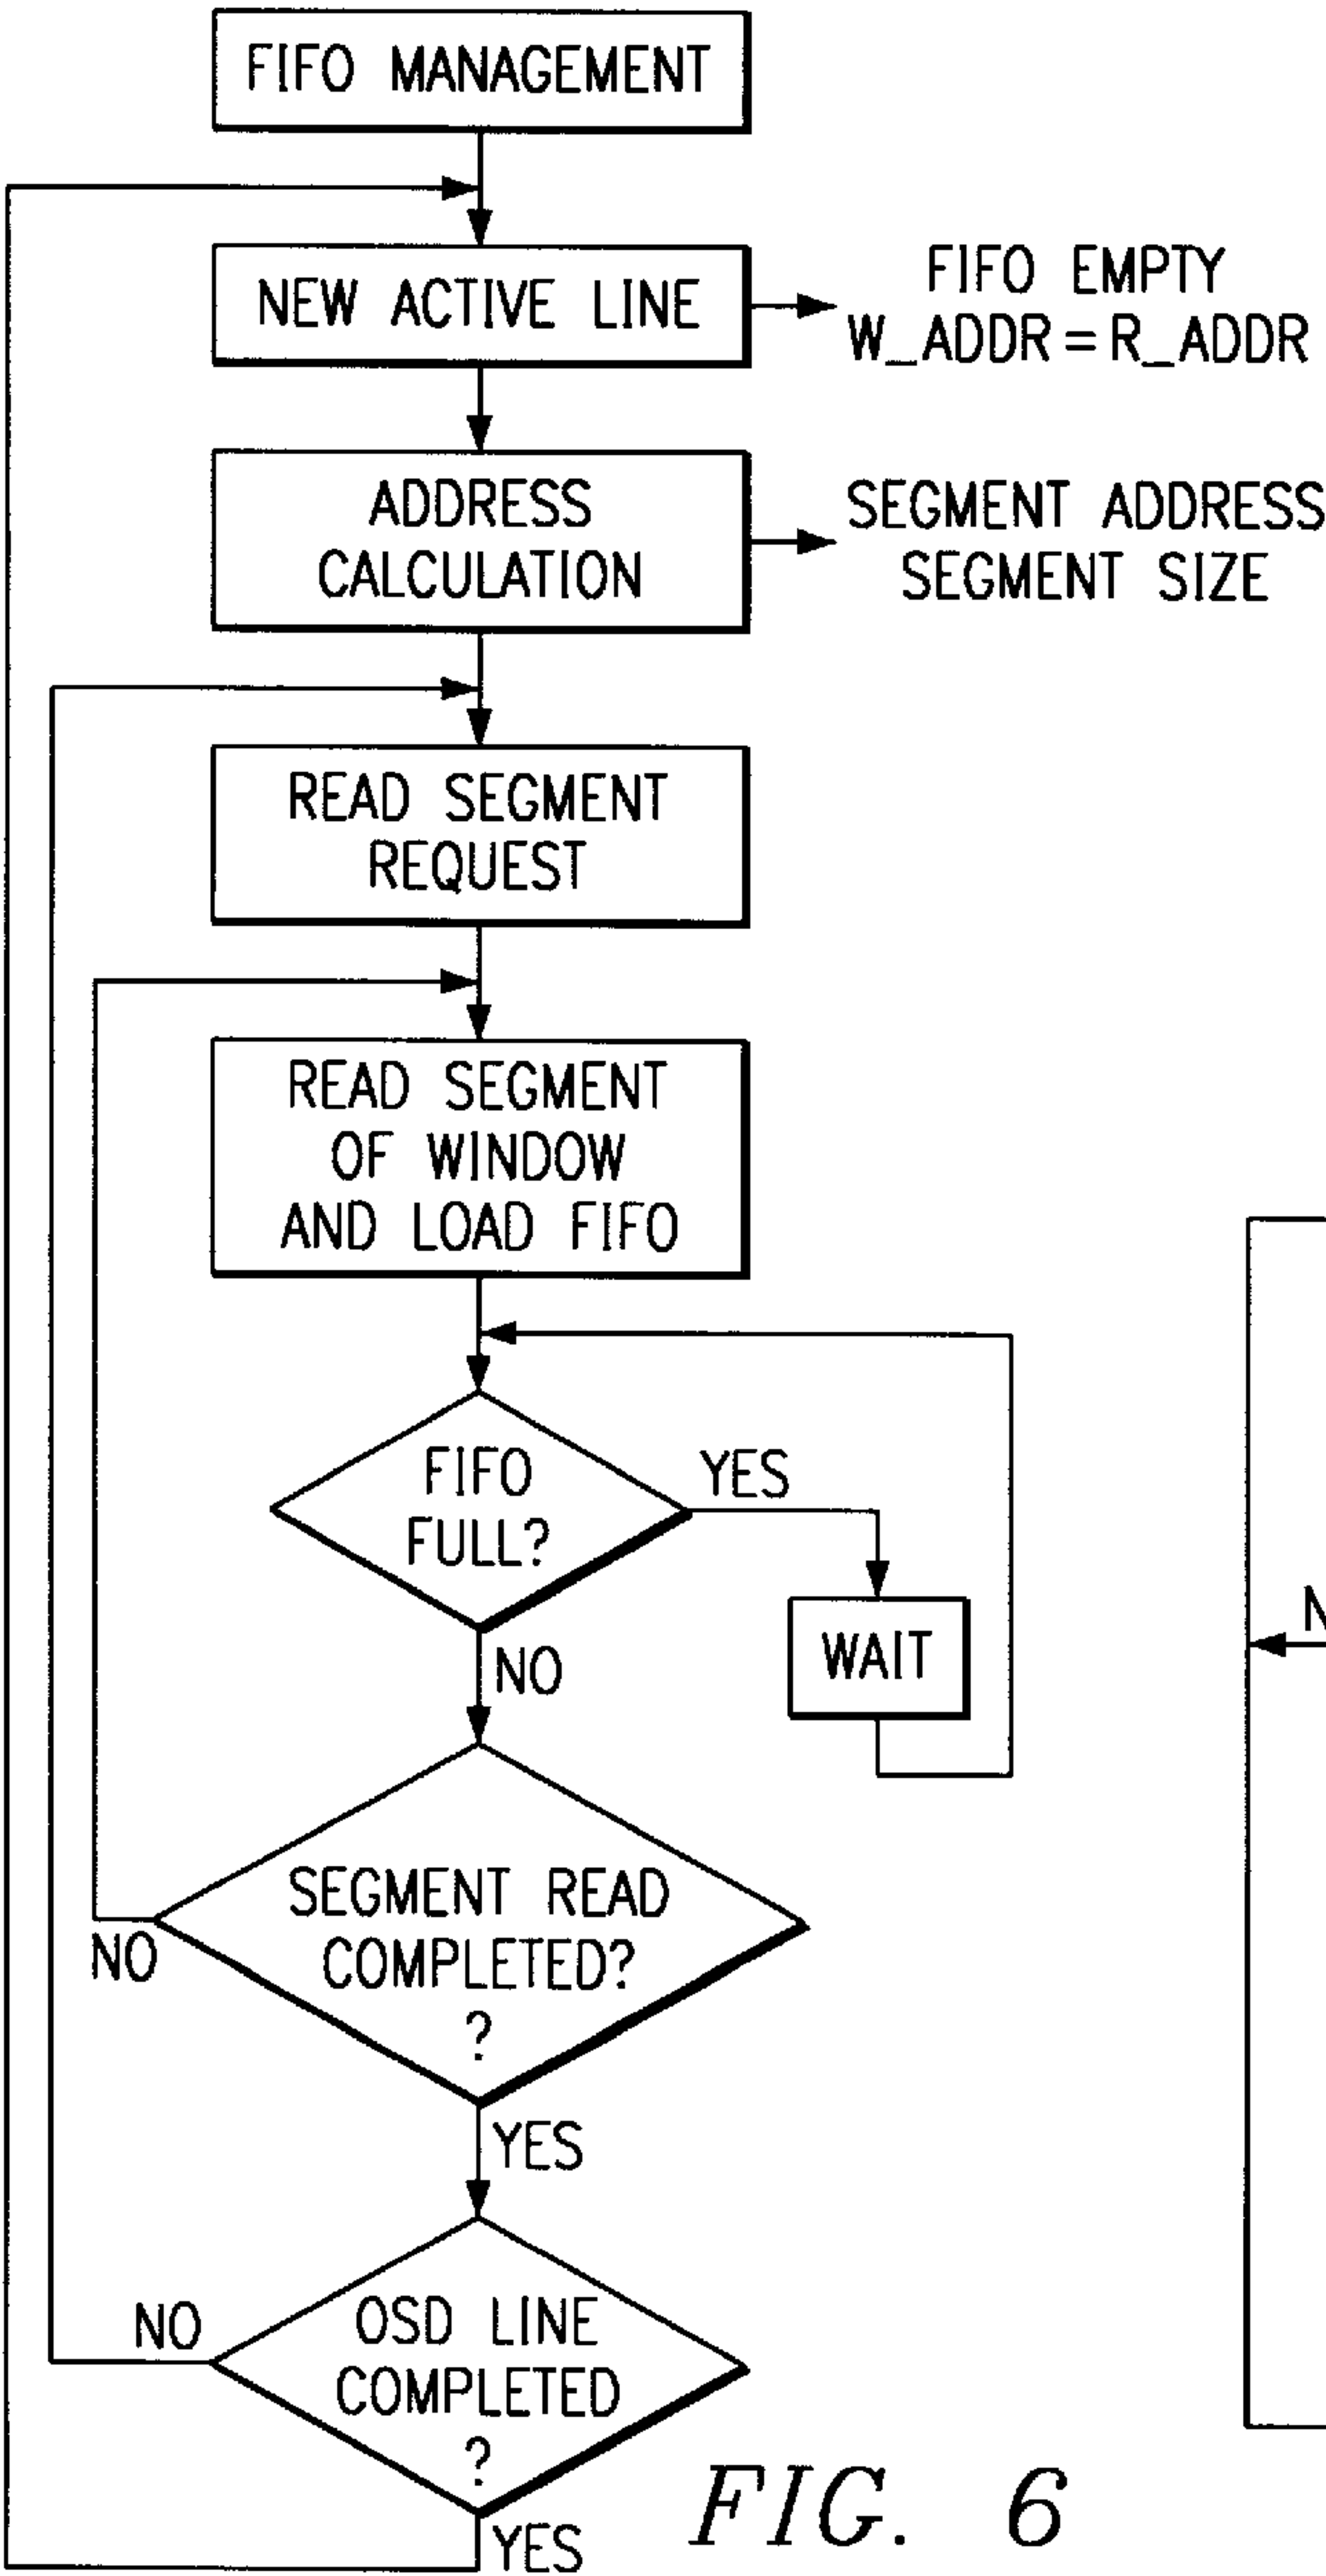 FIFO MANAGEMENT
NEW ACTIVE LINE
FIFO EMPTY
W_ADDR = R_ADDR
ADDRESS
CALCULATION
SEGMENT ADDRESS
SEGMENT SIZE
READ SEGMENT
REQUEST
READ SEGMENT
OF WINDOW
AND LOAD FIFO
FIFO
FULL?
YES
WAIT
NO
SEGMENT READ
COMPLETED?
?
NO
YES
OSD LINE
COMPLETED
?
NO
YES
FIG. 6